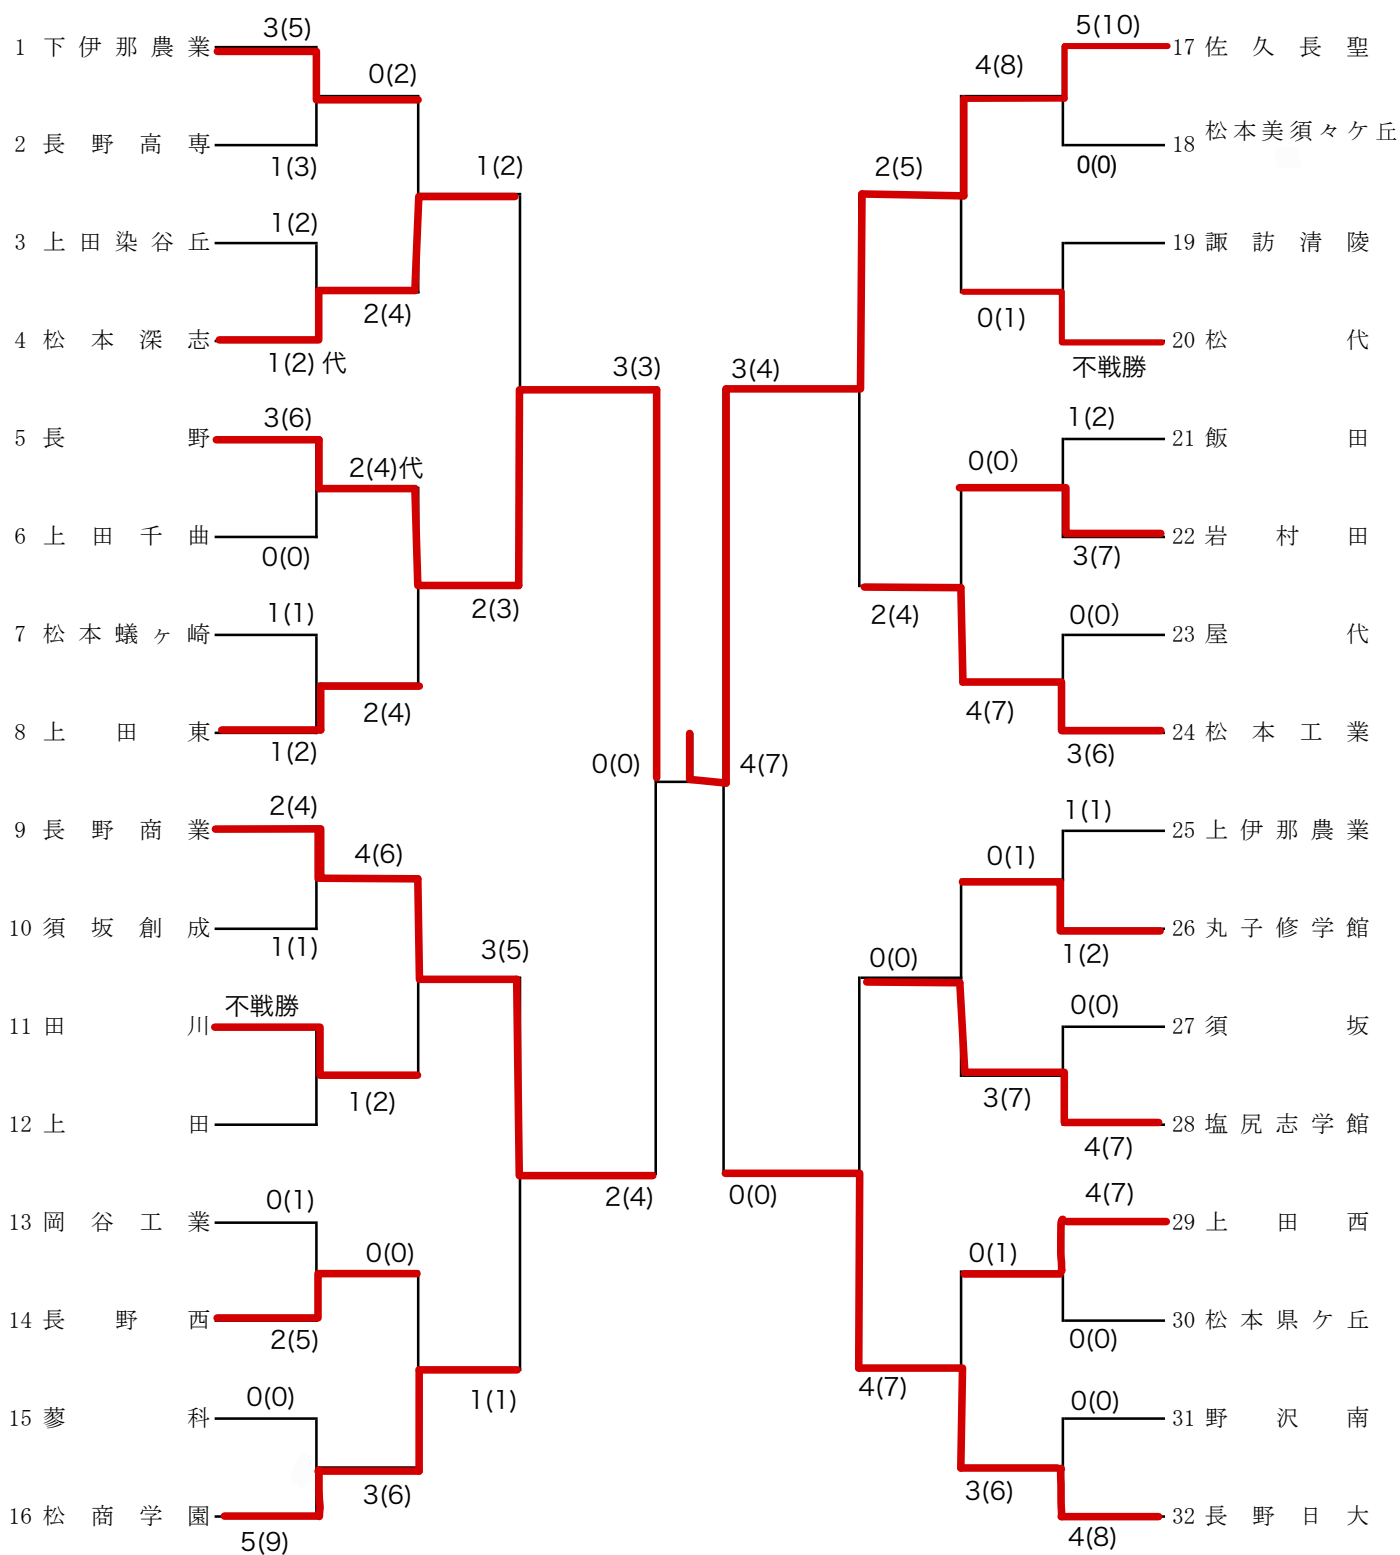 3(5)
1 下伊那農業
0(2)
2 長野高専
1(3)
1(2)
1(2)
3 上田染谷丘
2(4)
4 松本深志
1(2) 代
3(3)
3(6)
5 長野
2(4)代
6 上田千曲
0(0)
2(3)
1(1)
7 松本蟻ヶ崎
2(4)
8 上田東
1(2)
0(0)
2(4)
9 長野商業
4(6)
10 須坂創成
1(1)
3(5)
不戦勝
11 田川
1(2)
12 上田
0(1)
2(4)
13 岡谷工業
0(0)
14 長野西
2(5)
0(0)
1(1)
15 蓼科
3(6)
16 松商学園
5(9)
5(10)
17 佐久長聖
4(8)
18 松本美須々ケ丘
0(0)
2(5)
19 諏訪清陵
0(1)
20 松代
不戦勝
3(4)
1(2)
21 飯田
0(0)
22 岩村田
3(7)
2(4)
0(0)
23 屋代
4(7)
24 松本工業
3(6)
4(7)
1(1)
25 上伊那農業
0(1)
26 丸子修学館
1(2)
0(0)
0(0)
27 須坂
3(7)
28 塩尻志学館
4(7)
0(0)
4(7)
29 上田西
0(1)
30 松本県ケ丘
0(0)
4(7)
0(0)
31 野沢南
3(6)
32 長野日大
4(8)